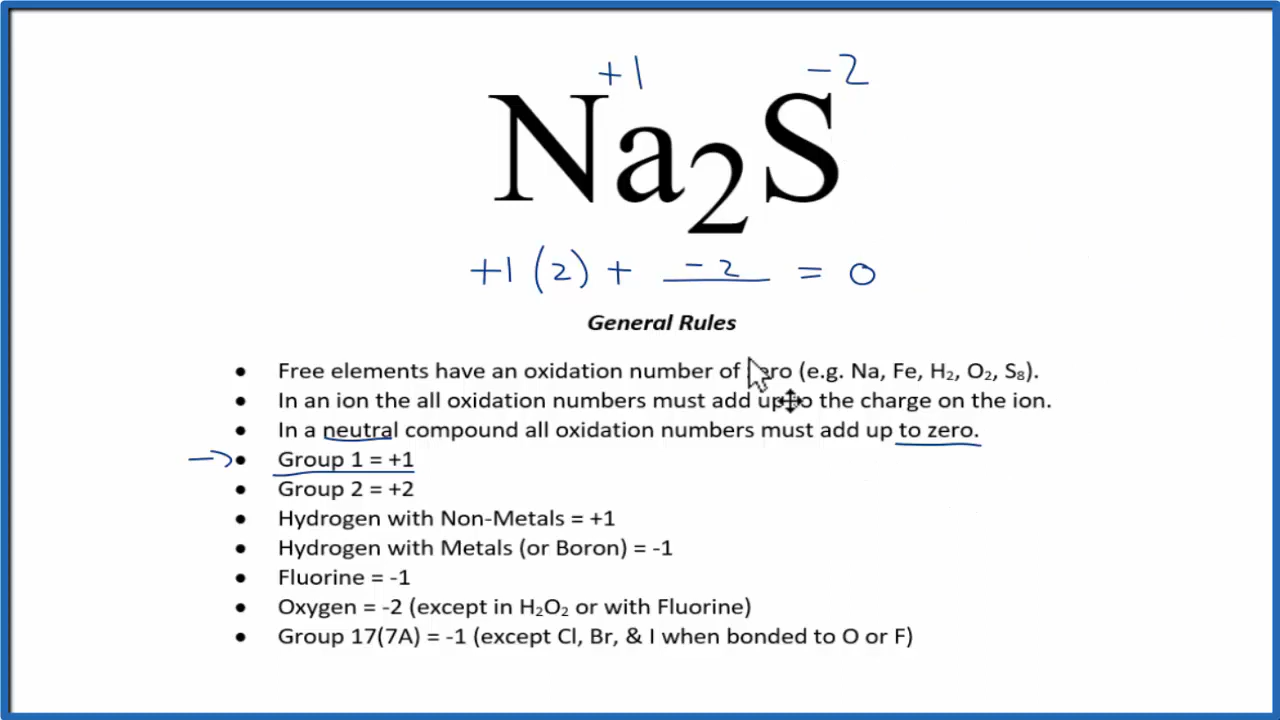 +1 -2
Na₂S
+1 (2) + -2 = 0
General Rules
• Free elements have an oxidation number of zero (e.g. Na, Fe, H₂, O₂, S₈).
• In an ion the all oxidation numbers must add up to the charge on the ion.
• In a neutral compound all oxidation numbers must add up to zero.
→ • Group 1 = +1
• Group 2 = +2
• Hydrogen with Non-Metals = +1
• Hydrogen with Metals (or Boron) = -1
• Fluorine = -1
• Oxygen = -2 (except in H₂O₂ or with Fluorine)
• Group 17(7A) = -1 (except Cl, Br, & I when bonded to O or F)